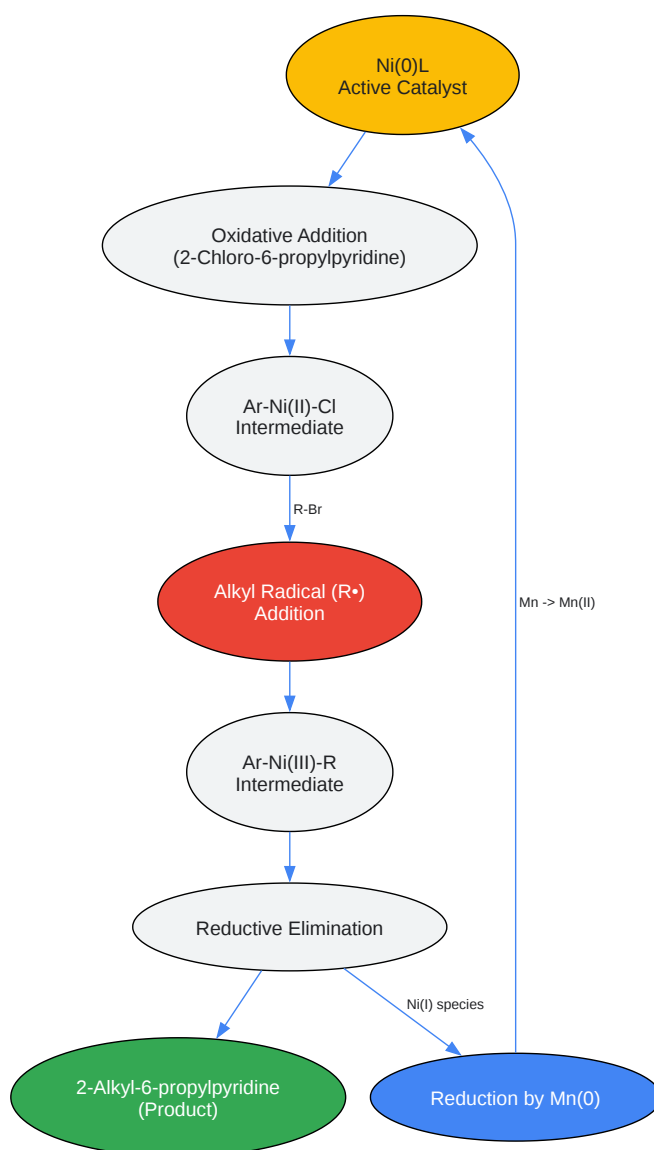 Ni(0)L
Active Catalyst
Oxidative Addition
(2-Chloro-6-propylpyridine)
Ar-Ni(II)-Cl
Intermediate
R-Br
Alkyl Radical (R•)
Addition
Mn -> Mn(II)
Ar-Ni(III)-R
Intermediate
Reductive Elimination
Ni(I) species
2-Alkyl-6-propylpyridine
(Product)
Reduction by Mn(0)